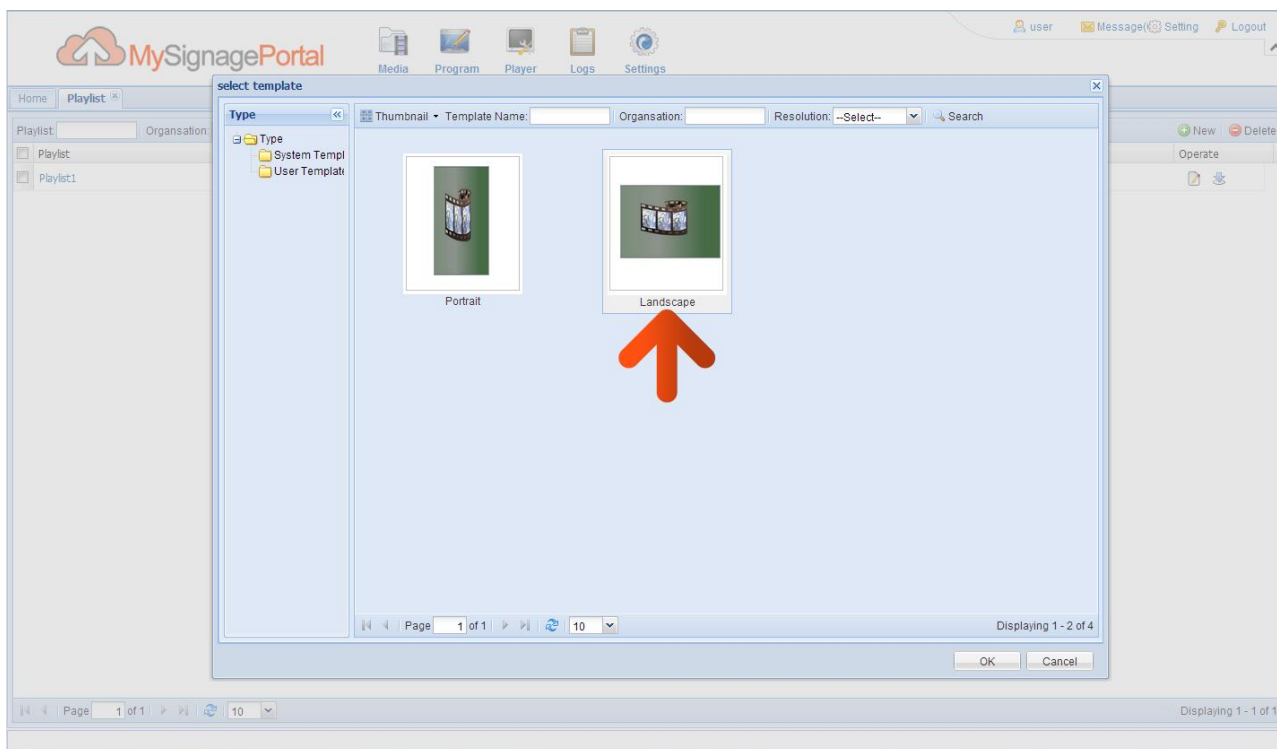 user Message( Setting Logout
MySignagePortal
Media Program Player Logs Settings
select template
Home Playlist
Type
Thumbnail Template Name: Organsation: Resolution: --Select-- Search
Playlist: Organsation:
New Delete
Type
System Templ
User Template
Playlist
Operate
Playlist1
Portrait
Landscape
Page 1 of 1 10
Displaying 1 - 2 of 4
OK Cancel
Page 1 of 1 10
Displaying 1 - 1 of 1